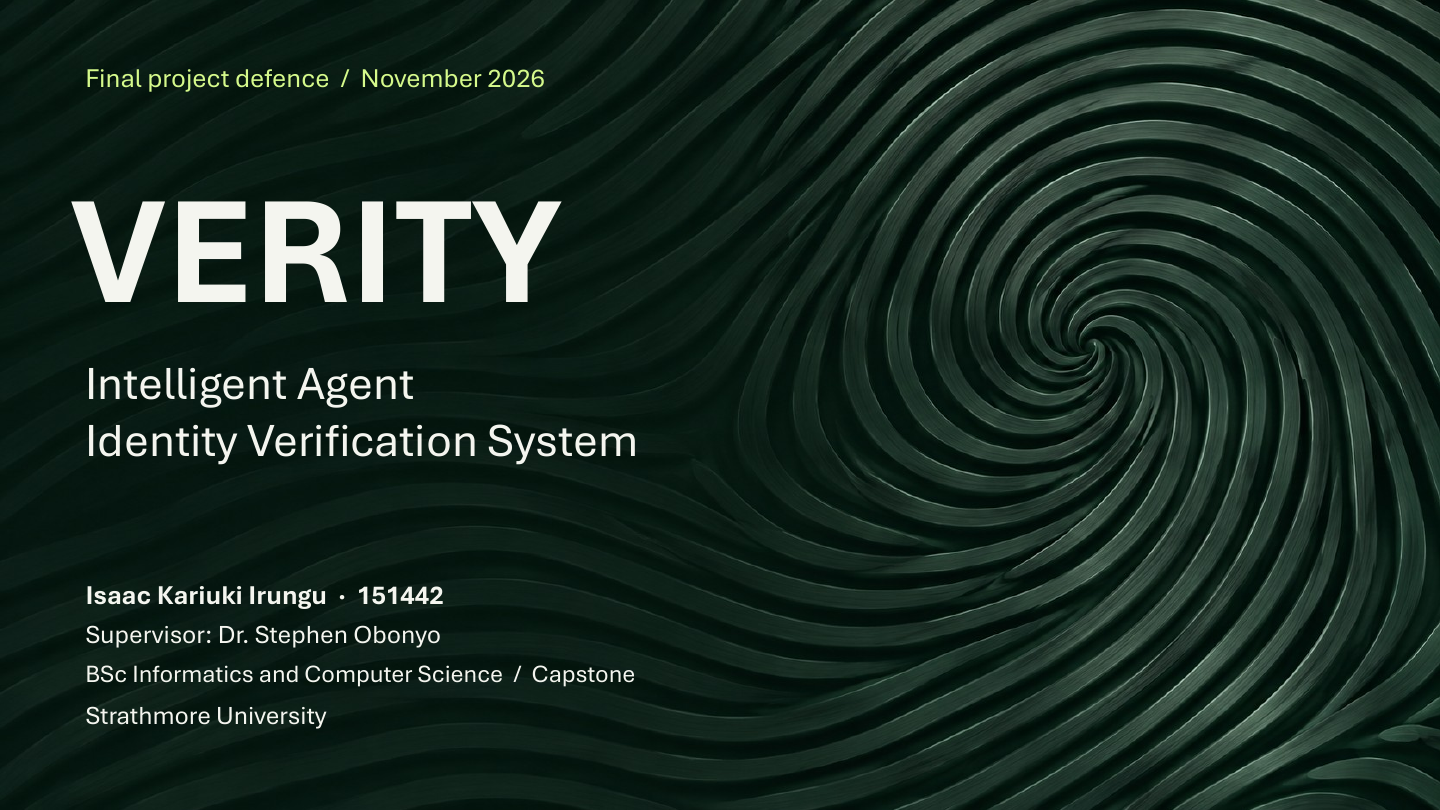 Final project defence / November 2026
VERITY
Intelligent Agent
Identity Verification System
Isaac Kariuki Irungu · 151442
Supervisor: Dr. Stephen Obonyo
BSc Informatics and Computer Science / Capstone
Strathmore University